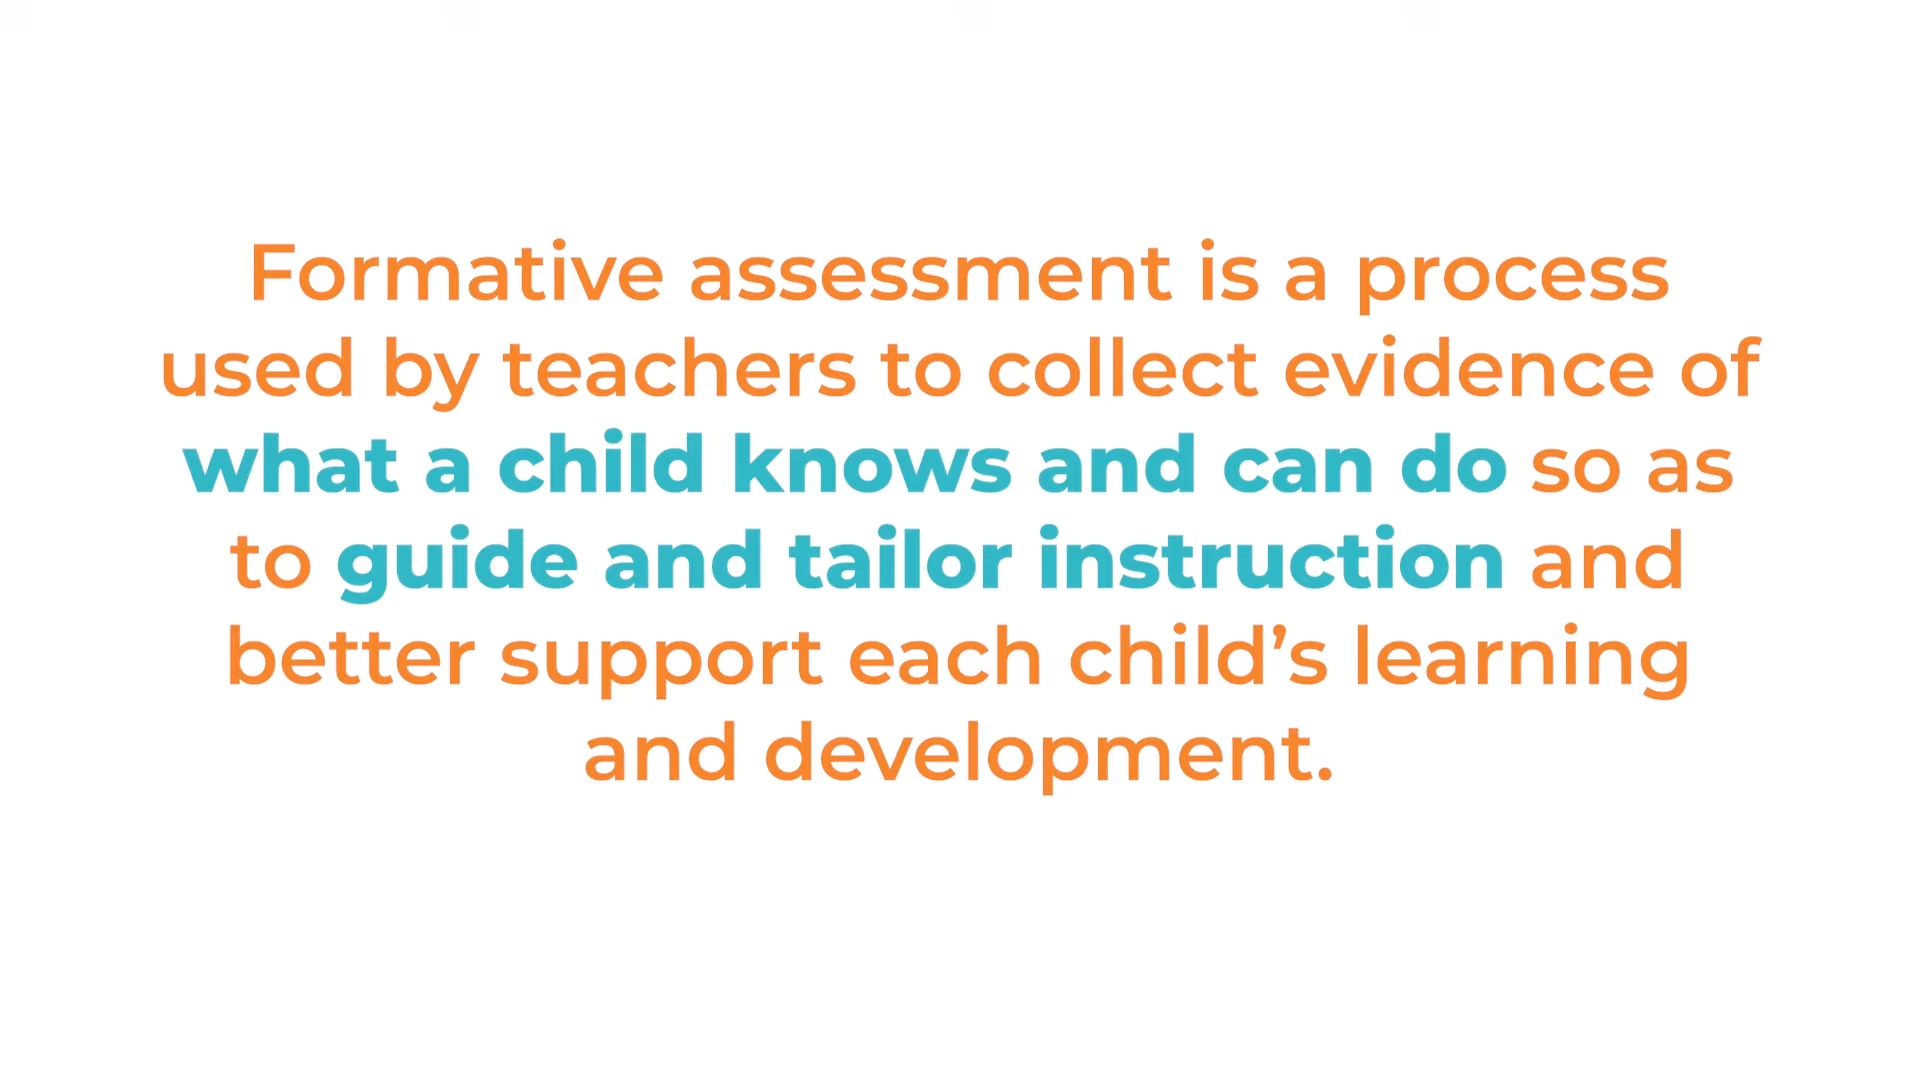 Formative assessment is a process
used by teachers to collect evidence of
what a child knows and can do so as
to guide and tailor instruction and
better support each child’s learning
and development.